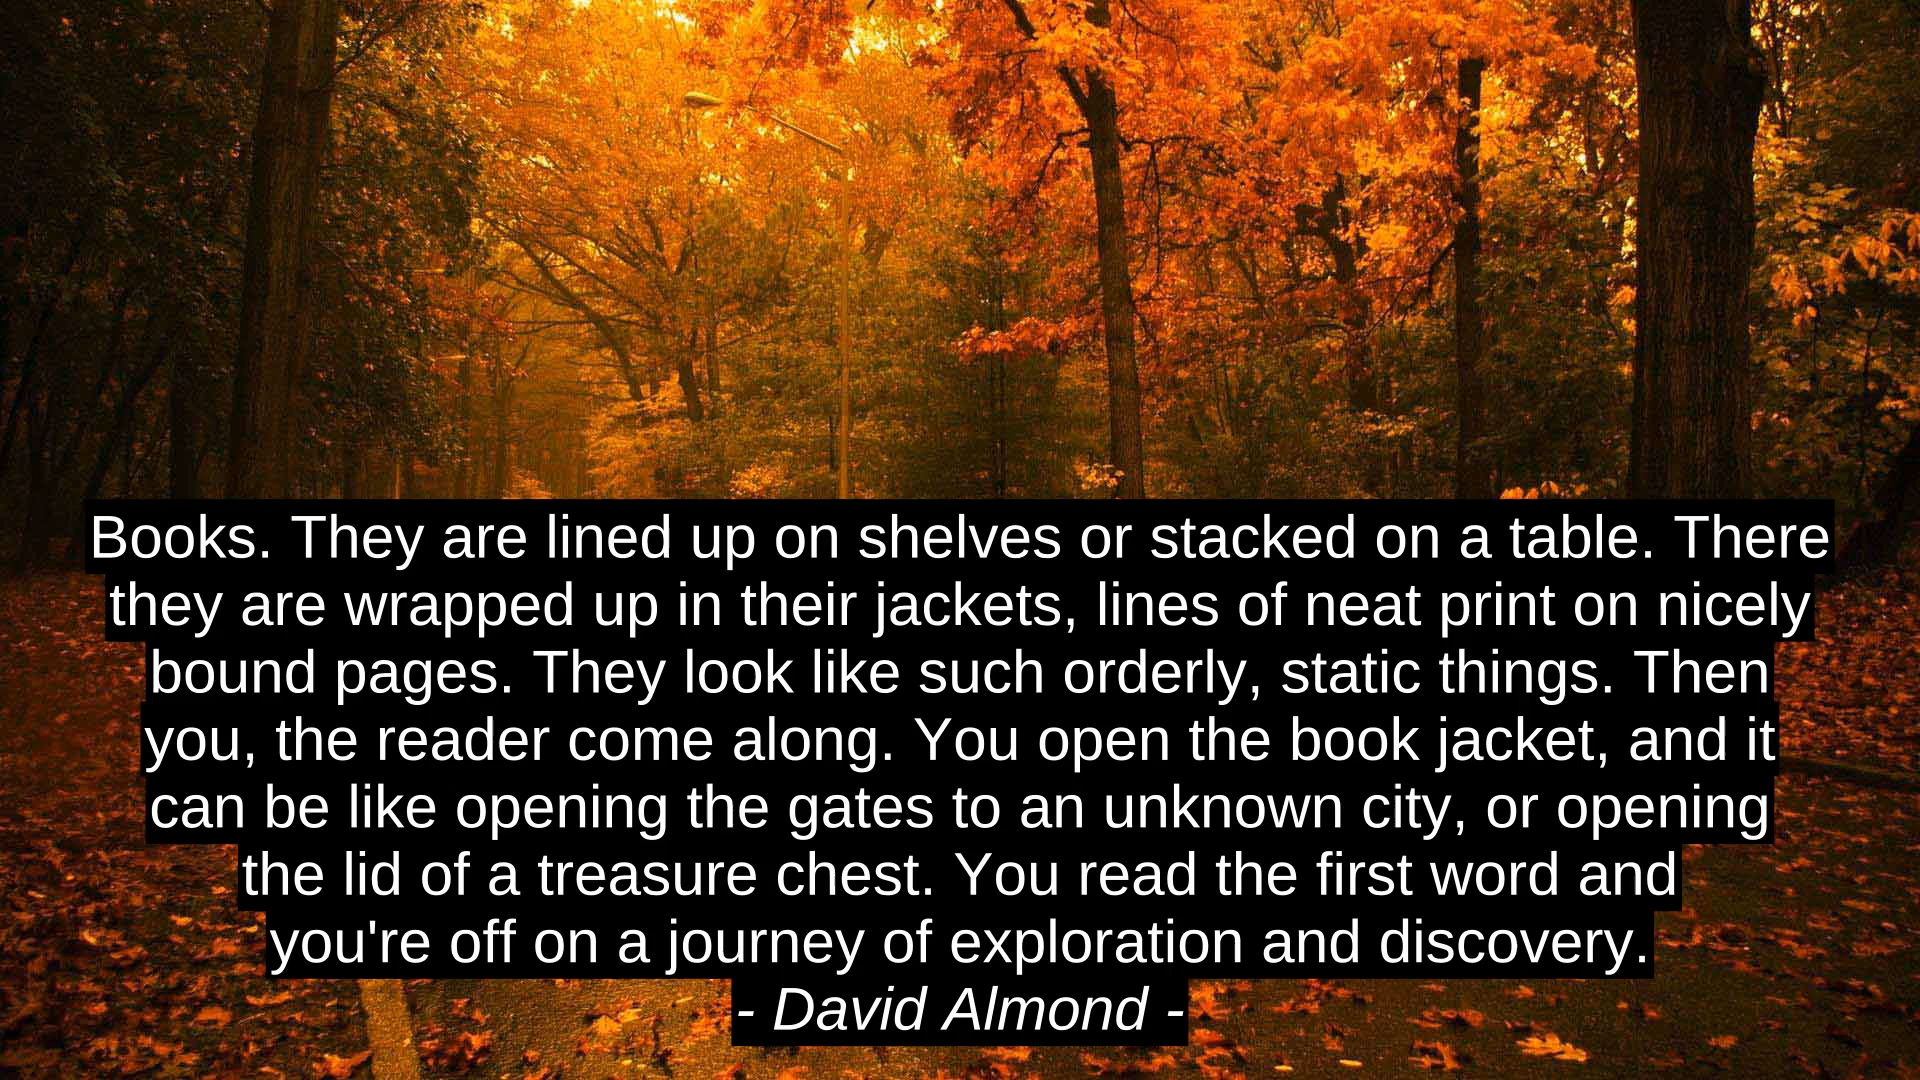 Books. They are lined up on shelves or stacked on a table. There
they are wrapped up in their jackets, lines of neat print on nicely
bound pages. They look like such orderly, static things. Then
you, the reader come along. You open the book jacket, and it
can be like opening the gates to an unknown city, or opening
the lid of a treasure chest. You read the first word and
you're off on a journey of exploration and discovery.
- David Almond -